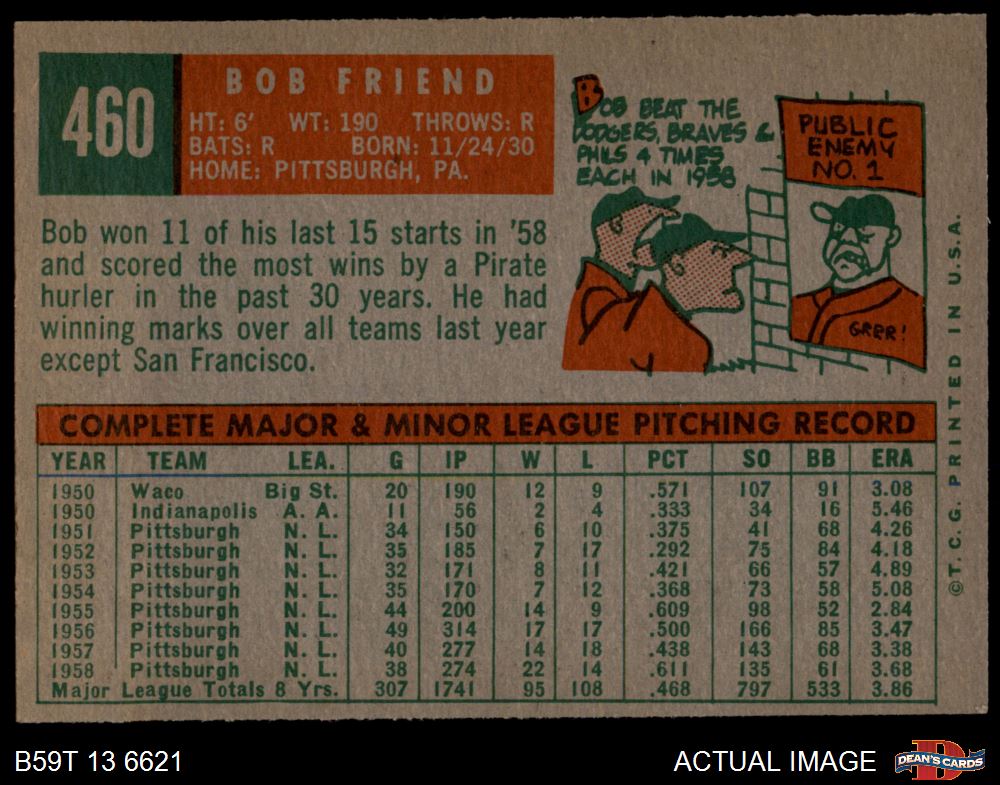 460
BOB FRIEND
HT: 6' WT: 190 THROWS: R
BATS: R BORN: 11/24/30
HOME: PITTSBURGH, PA.
Bob won 11 of his last 15 starts in '58
and scored the most wins by a Pirate
hurler in the past 30 years. He had
winning marks over all teams last year
except San Francisco.
BOB BEAT THE
DODGERS, BRAVES &
PHILS 4 TIMES
EACH IN 1958
PUBLIC
ENEMY
NO. 1
GRRR!
COMPLETE MAJOR & MINOR LEAGUE PITCHING RECORD
YEAR TEAM LEA. G IP W L PCT SO BB ERA
1950 Waco Big St. 20 190 12 9 .571 107 91 3.08
1950 Indianapolis A. A. 11 56 2 4 .333 34 16 5.46
1951 Pittsburgh N. L. 34 150 6 10 .375 41 68 4.26
1952 Pittsburgh N. L. 35 185 7 17 .292 75 84 4.18
1953 Pittsburgh N. L. 32 171 8 11 .421 66 57 4.89
1954 Pittsburgh N. L. 35 170 7 12 .368 73 58 5.08
1955 Pittsburgh N. L. 44 200 14 9 .609 98 52 2.84
1956 Pittsburgh N. L. 49 314 17 17 .500 166 85 3.47
1957 Pittsburgh N. L. 40 277 14 18 .438 143 68 3.38
1958 Pittsburgh N. L. 38 274 22 14 .611 135 61 3.68
Major League Totals 8 Yrs. 307 1741 95 108 .468 797 533 3.86
©T.C.G. PRINTED IN U.S.A.
B59T 13 6621
ACTUAL IMAGE
DEAN'S CARDS